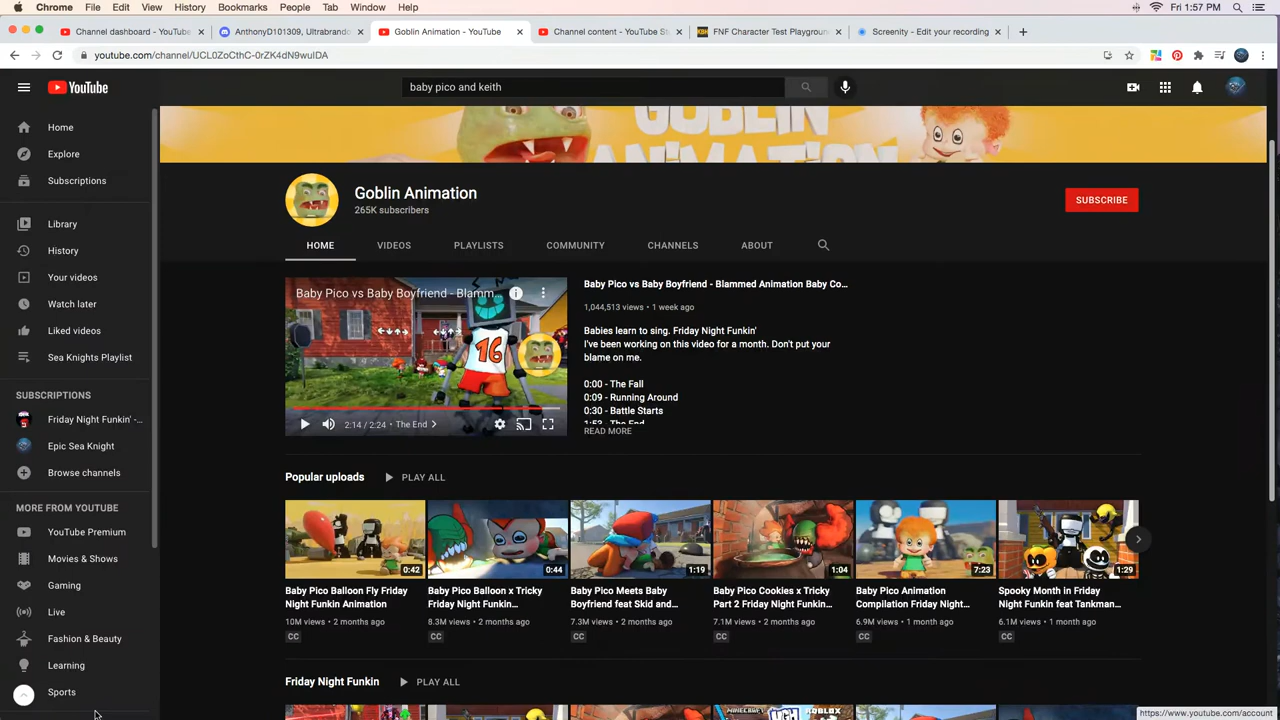 Chrome File Edit View History Bookmarks People Tab Window Help Fri 1:57 PM
Channel dashboard - YouTube AnthonyD101309, Ultrabrando Goblin Animation - YouTube Channel content - YouTube St FNF Character Test Playgroun Screenity - Edit your recording
youtube.com/channel/UCL0ZoCthC-0rZK4dN9wuIDA
YouTube
baby pico and keith
Home
Explore
Subscriptions
Library
History
Your videos
Watch later
Liked videos
Sea Knights Playlist
SUBSCRIPTIONS
Friday Night Funkin' -...
Epic Sea Knight
Browse channels
MORE FROM YOUTUBE
YouTube Premium
Movies & Shows
Gaming
Live
Fashion & Beauty
Learning
Sports
GOBLIN
ANIMATION
Goblin Animation
265K subscribers
SUBSCRIBE
HOME VIDEOS PLAYLISTS COMMUNITY CHANNELS ABOUT
Baby Pico vs Baby Boyfriend - Blamm...
16
2:14 / 2:24 • The End
Baby Pico vs Baby Boyfriend - Blammed Animation Baby Co...
1,044,513 views • 1 week ago
Babies learn to sing. Friday Night Funkin'
I've been working on this video for a month. Don't put your
blame on me.
0:00 - The Fall
0:09 - Running Around
0:30 - Battle Starts
1:53 - The End
READ MORE
Popular uploads PLAY ALL
0:42 0:44 1:19 1:04 7:23 1:29
Baby Pico Balloon Fly Friday
Night Funkin Animation
10M views • 2 months ago
CC
Baby Pico Balloon x Tricky
Friday Night Funkin...
8.3M views • 2 months ago
CC
Baby Pico Meets Baby
Boyfriend feat Skid and...
7.3M views • 2 months ago
CC
Baby Pico Cookies x Tricky
Part 2 Friday Night Funkin...
7.1M views • 2 months ago
CC
Baby Pico Animation
Compilation Friday Night...
6.9M views • 1 month ago
CC
Spooky Month in Friday
Night Funkin feat Tankman...
6.1M views • 1 month ago
CC
Friday Night Funkin PLAY ALL
ROBLOX
https://www.youtube.com/account